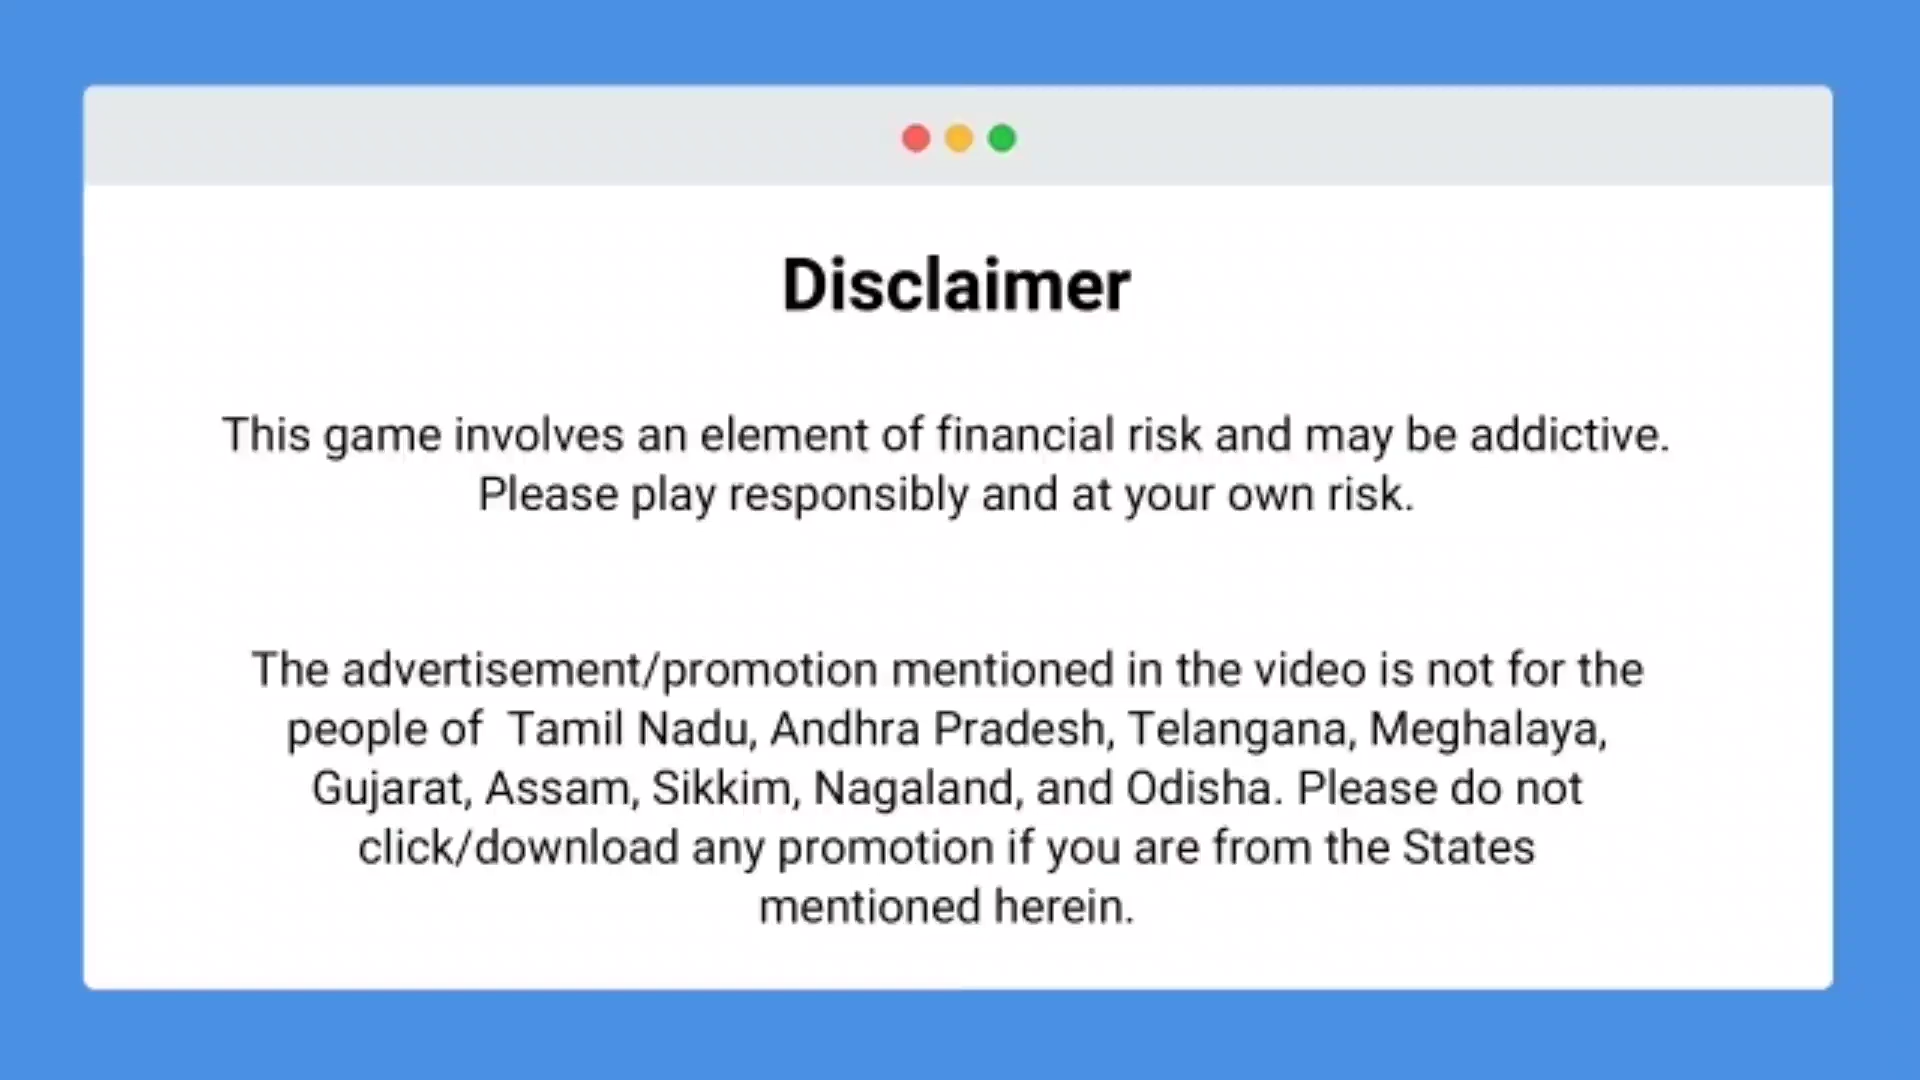 Disclaimer
This game involves an element of financial risk and may be addictive.
Please play responsibly and at your own risk.
The advertisement/promotion mentioned in the video is not for the
people of  Tamil Nadu, Andhra Pradesh, Telangana, Meghalaya,
Gujarat, Assam, Sikkim, Nagaland, and Odisha. Please do not
click/download any promotion if you are from the States
mentioned herein.